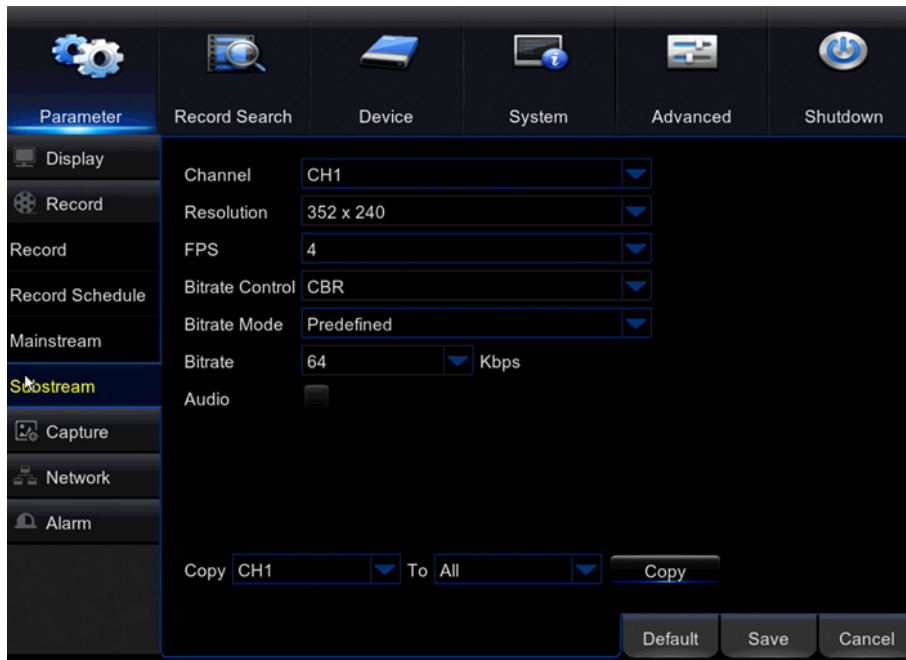 Parameter Record Search Device System Advanced Shutdown
Display
Record
Record
Record Schedule
Mainstream
Substream
Capture
Network
Alarm
Channel CH1
Resolution 352 x 240
FPS 4
Bitrate Control CBR
Bitrate Mode Predefined
Bitrate 64 Kbps
Audio
Copy CH1 To All Copy
Default Save Cancel